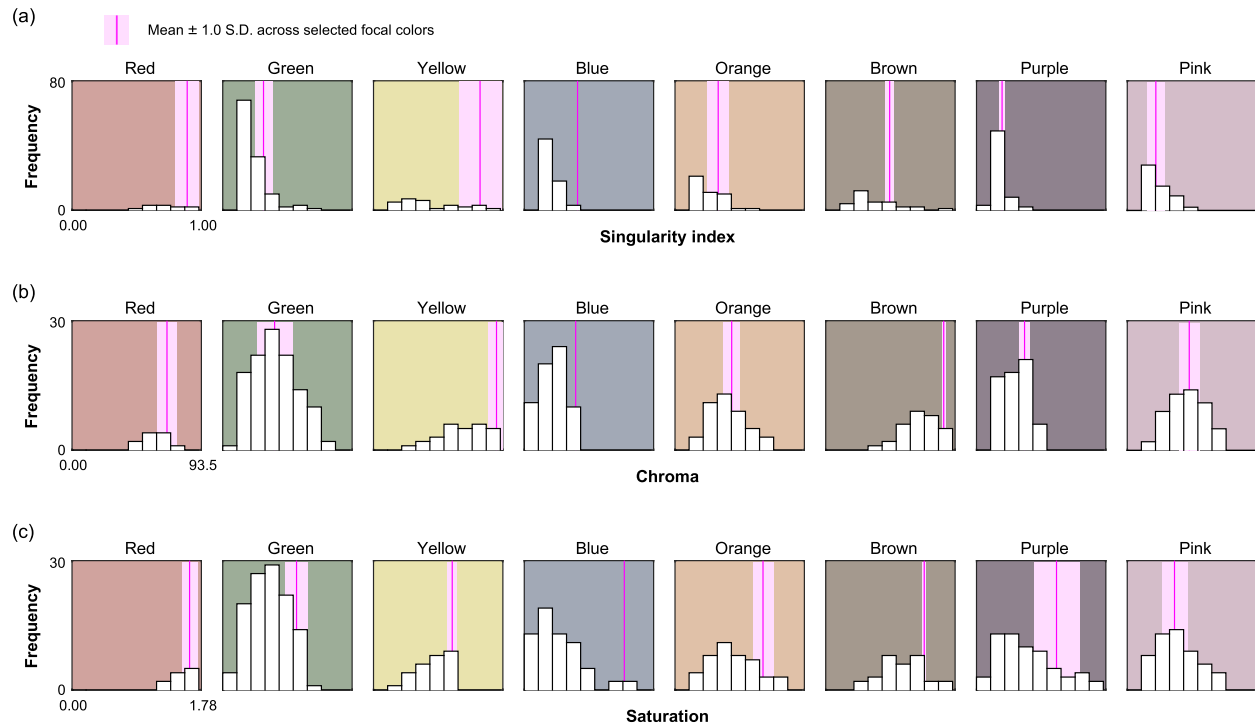 (a)
Mean ± 1.0 S.D. across selected focal colors
Red Green Yellow Blue Orange Brown Purple Pink
80
Frequency
0
0.00 1.00
Singularity index
(b)
Red Green Yellow Blue Orange Brown Purple Pink
30
Frequency
0
0.00 93.5
Chroma
(c)
Red Green Yellow Blue Orange Brown Purple Pink
30
Frequency
0
0.00 1.78
Saturation